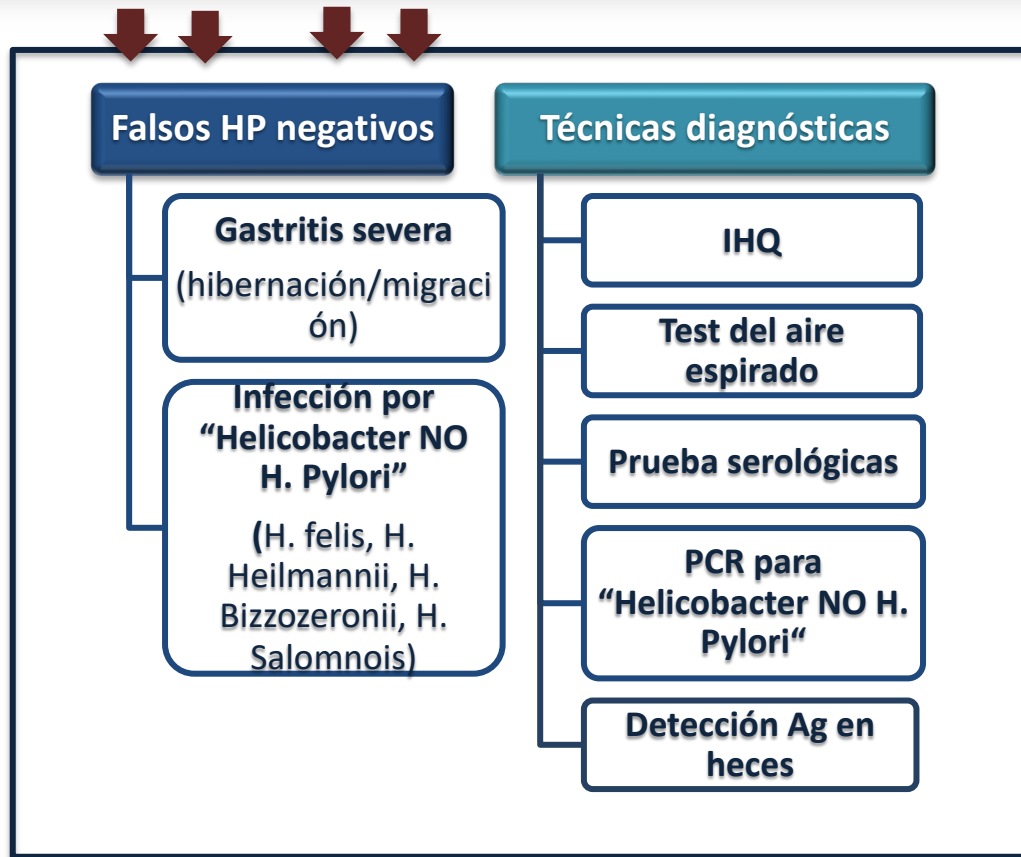 Falsos HP negativos
Gastritis severa
(hibernación/migraci
ón)
Infección por
“Helicobacter NO
H. Pylori”
(H. felis, H.
Heilmannii, H.
Bizzozeronii, H.
Salomnois)
Técnicas diagnósticas
IHQ
Test del aire
espirado
Prueba serológicas
PCR para
“Helicobacter NO H.
Pylori“
Detección Ag en
heces